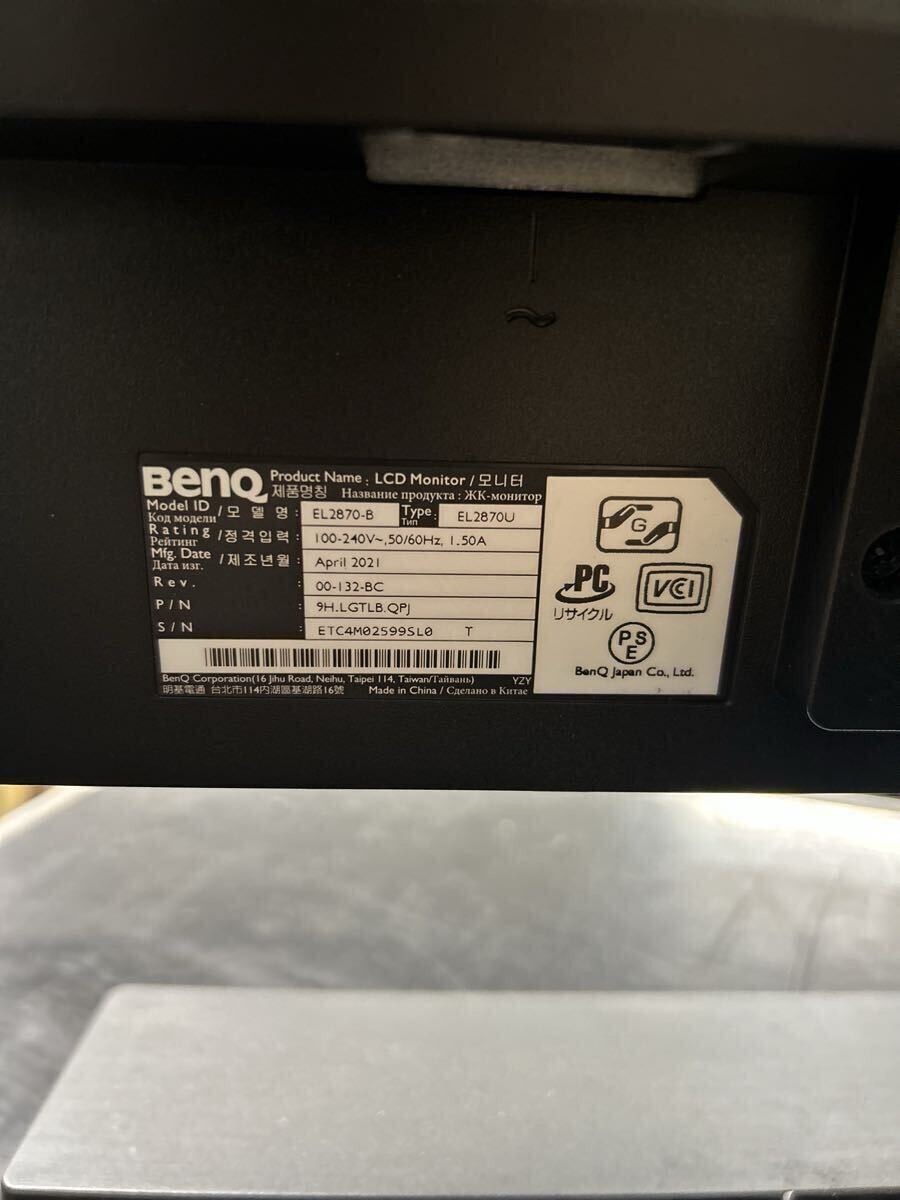 BenQ
Product Name : LCD Monitor / 모니터
제품명칭 Название продукта : ЖК-монитор
Model ID / 모 델 명 : EL2870-B Type : EL2870U
Код модели Тип
Rating / 정격입력 : 100-240V~,50/60Hz, 1.50A
Рейтинг
Mfg. Date / 제조년월 : April 2021
Дата изг.
Rev. : 00-132-BC
P/N : 9H.LGTLB.QPJ
S/N : ETC4M02599SL0 T
BenQ Corporation(16 Jihu Road, Neihu, Taipei 114, Taiwan/Тайвань) YZY
明基電通 台北市114內湖區基湖路16號 Made in China / Сделано в Китае
G
PC
リサイクル
VCCI
PSE
BenQ Japan Co., Ltd.